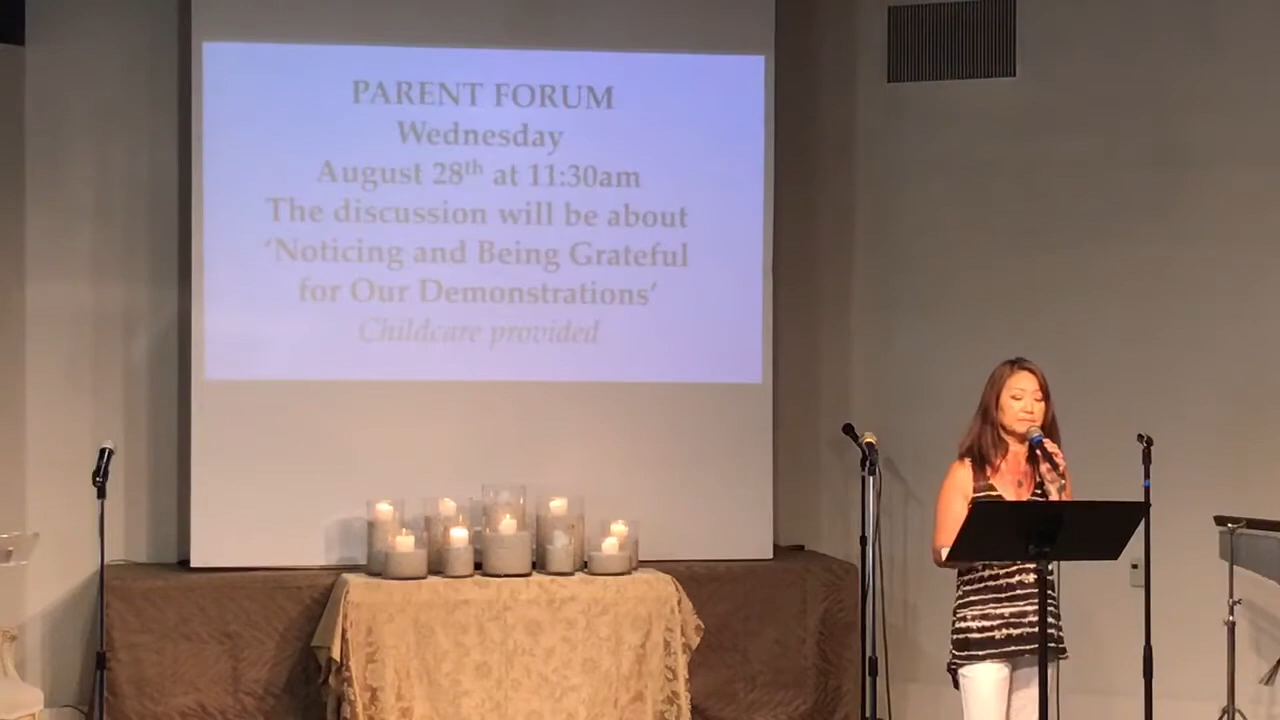 PARENT FORUM
Wednesday
August 28th at 11:30am
The discussion will be about
‘Noticing and Being Grateful
for Our Demonstrations’
Childcare provided